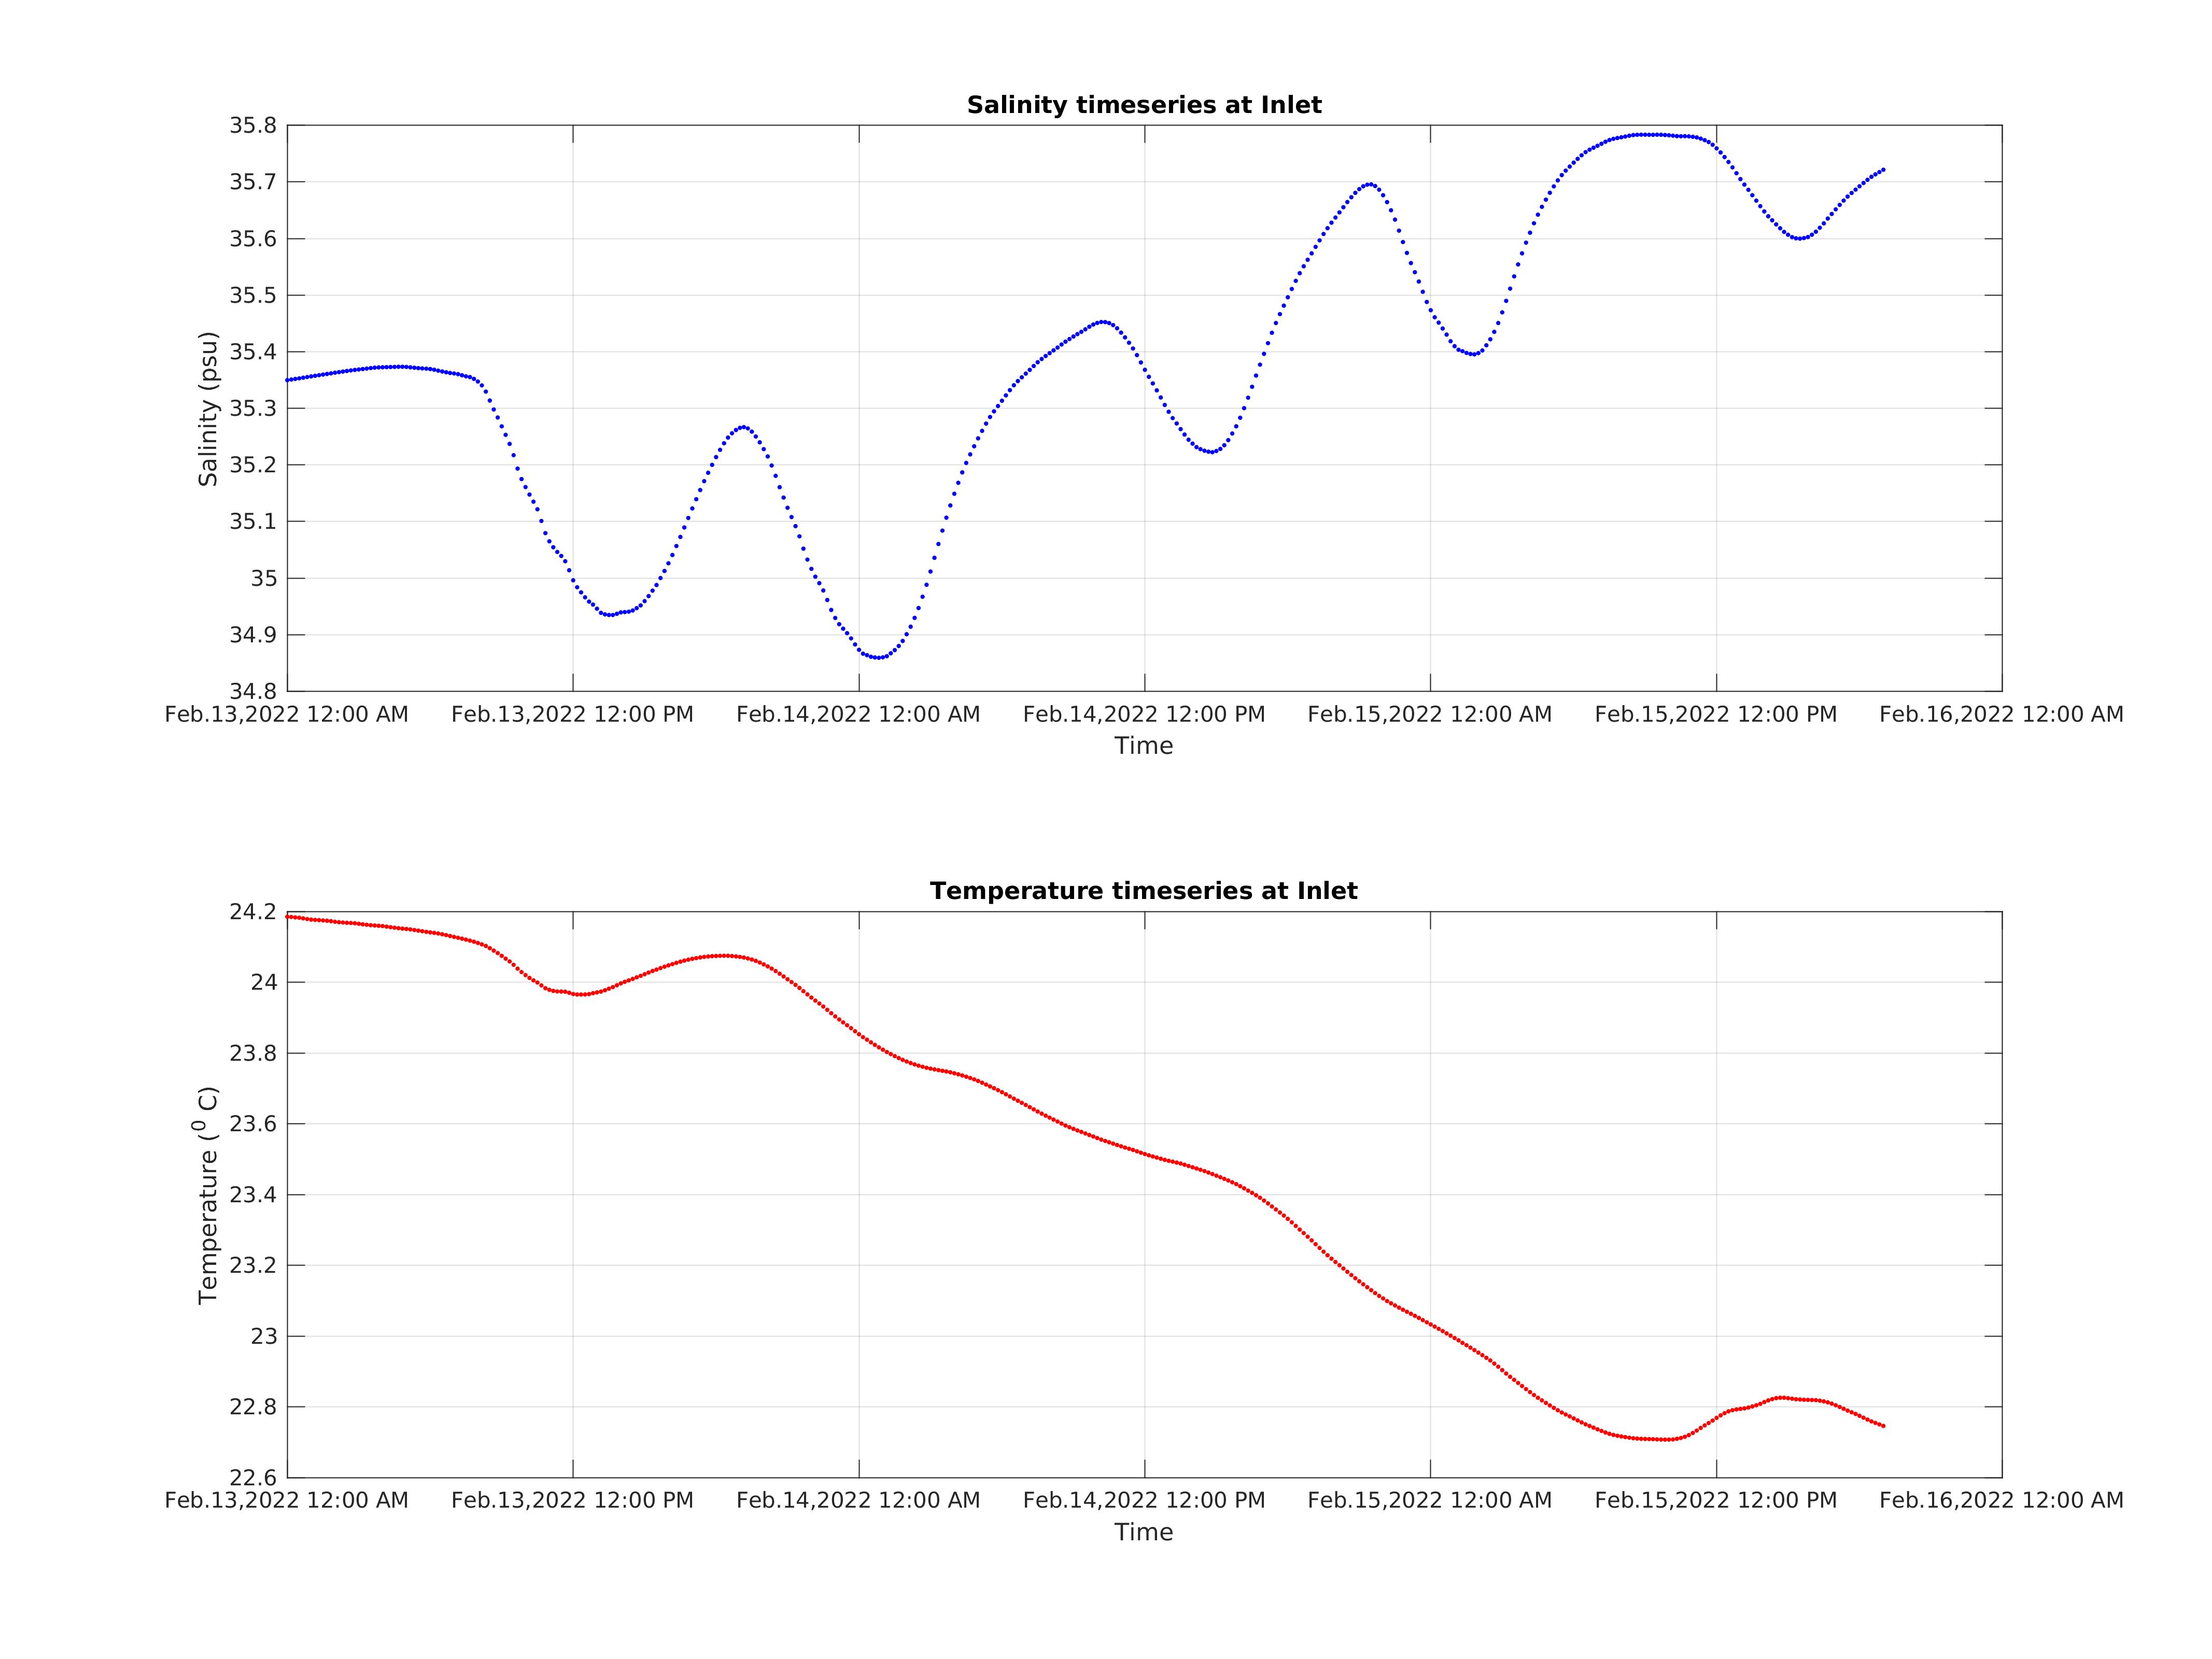 Salinity timeseries at Inlet
35.8
35.7
35.6
35.5
35.4
35.3
35.2
35.1
35
34.9
34.8
Salinity (psu)
Feb.13,2022 12:00 AM Feb.13,2022 12:00 PM Feb.14,2022 12:00 AM Feb.14,2022 12:00 PM Feb.15,2022 12:00 AM Feb.15,2022 12:00 PM Feb.16,2022 12:00 AM
Time
Temperature timeseries at Inlet
24.2
24
23.8
23.6
23.4
23.2
23
22.8
22.6
Temperature (⁰ C)
Feb.13,2022 12:00 AM Feb.13,2022 12:00 PM Feb.14,2022 12:00 AM Feb.14,2022 12:00 PM Feb.15,2022 12:00 AM Feb.15,2022 12:00 PM Feb.16,2022 12:00 AM
Time